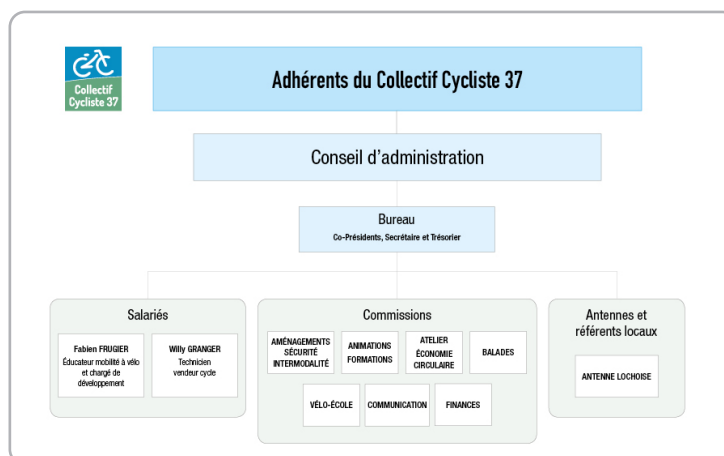 Collectif
Cycliste 37
Adhérents du Collectif Cycliste 37
Conseil d'administration
Bureau
Co-Présidents, Secrétaire et Trésorier
Salariés
Fabien FRUGIER
Éducateur mobilité à vélo
et chargé de
développement
Willy GRANGER
Technicien
vendeur cycle
Commissions
AMÉNAGEMENTS
SÉCURITÉ
INTERMODALITÉ
ANIMATIONS
FORMATIONS
ATELIER
ÉCONOMIE
CIRCULAIRE
BALADES
VÉLO-ÉCOLE
COMMUNICATION
FINANCES
Antennes et
référents locaux
ANTENNE LOCHOISE